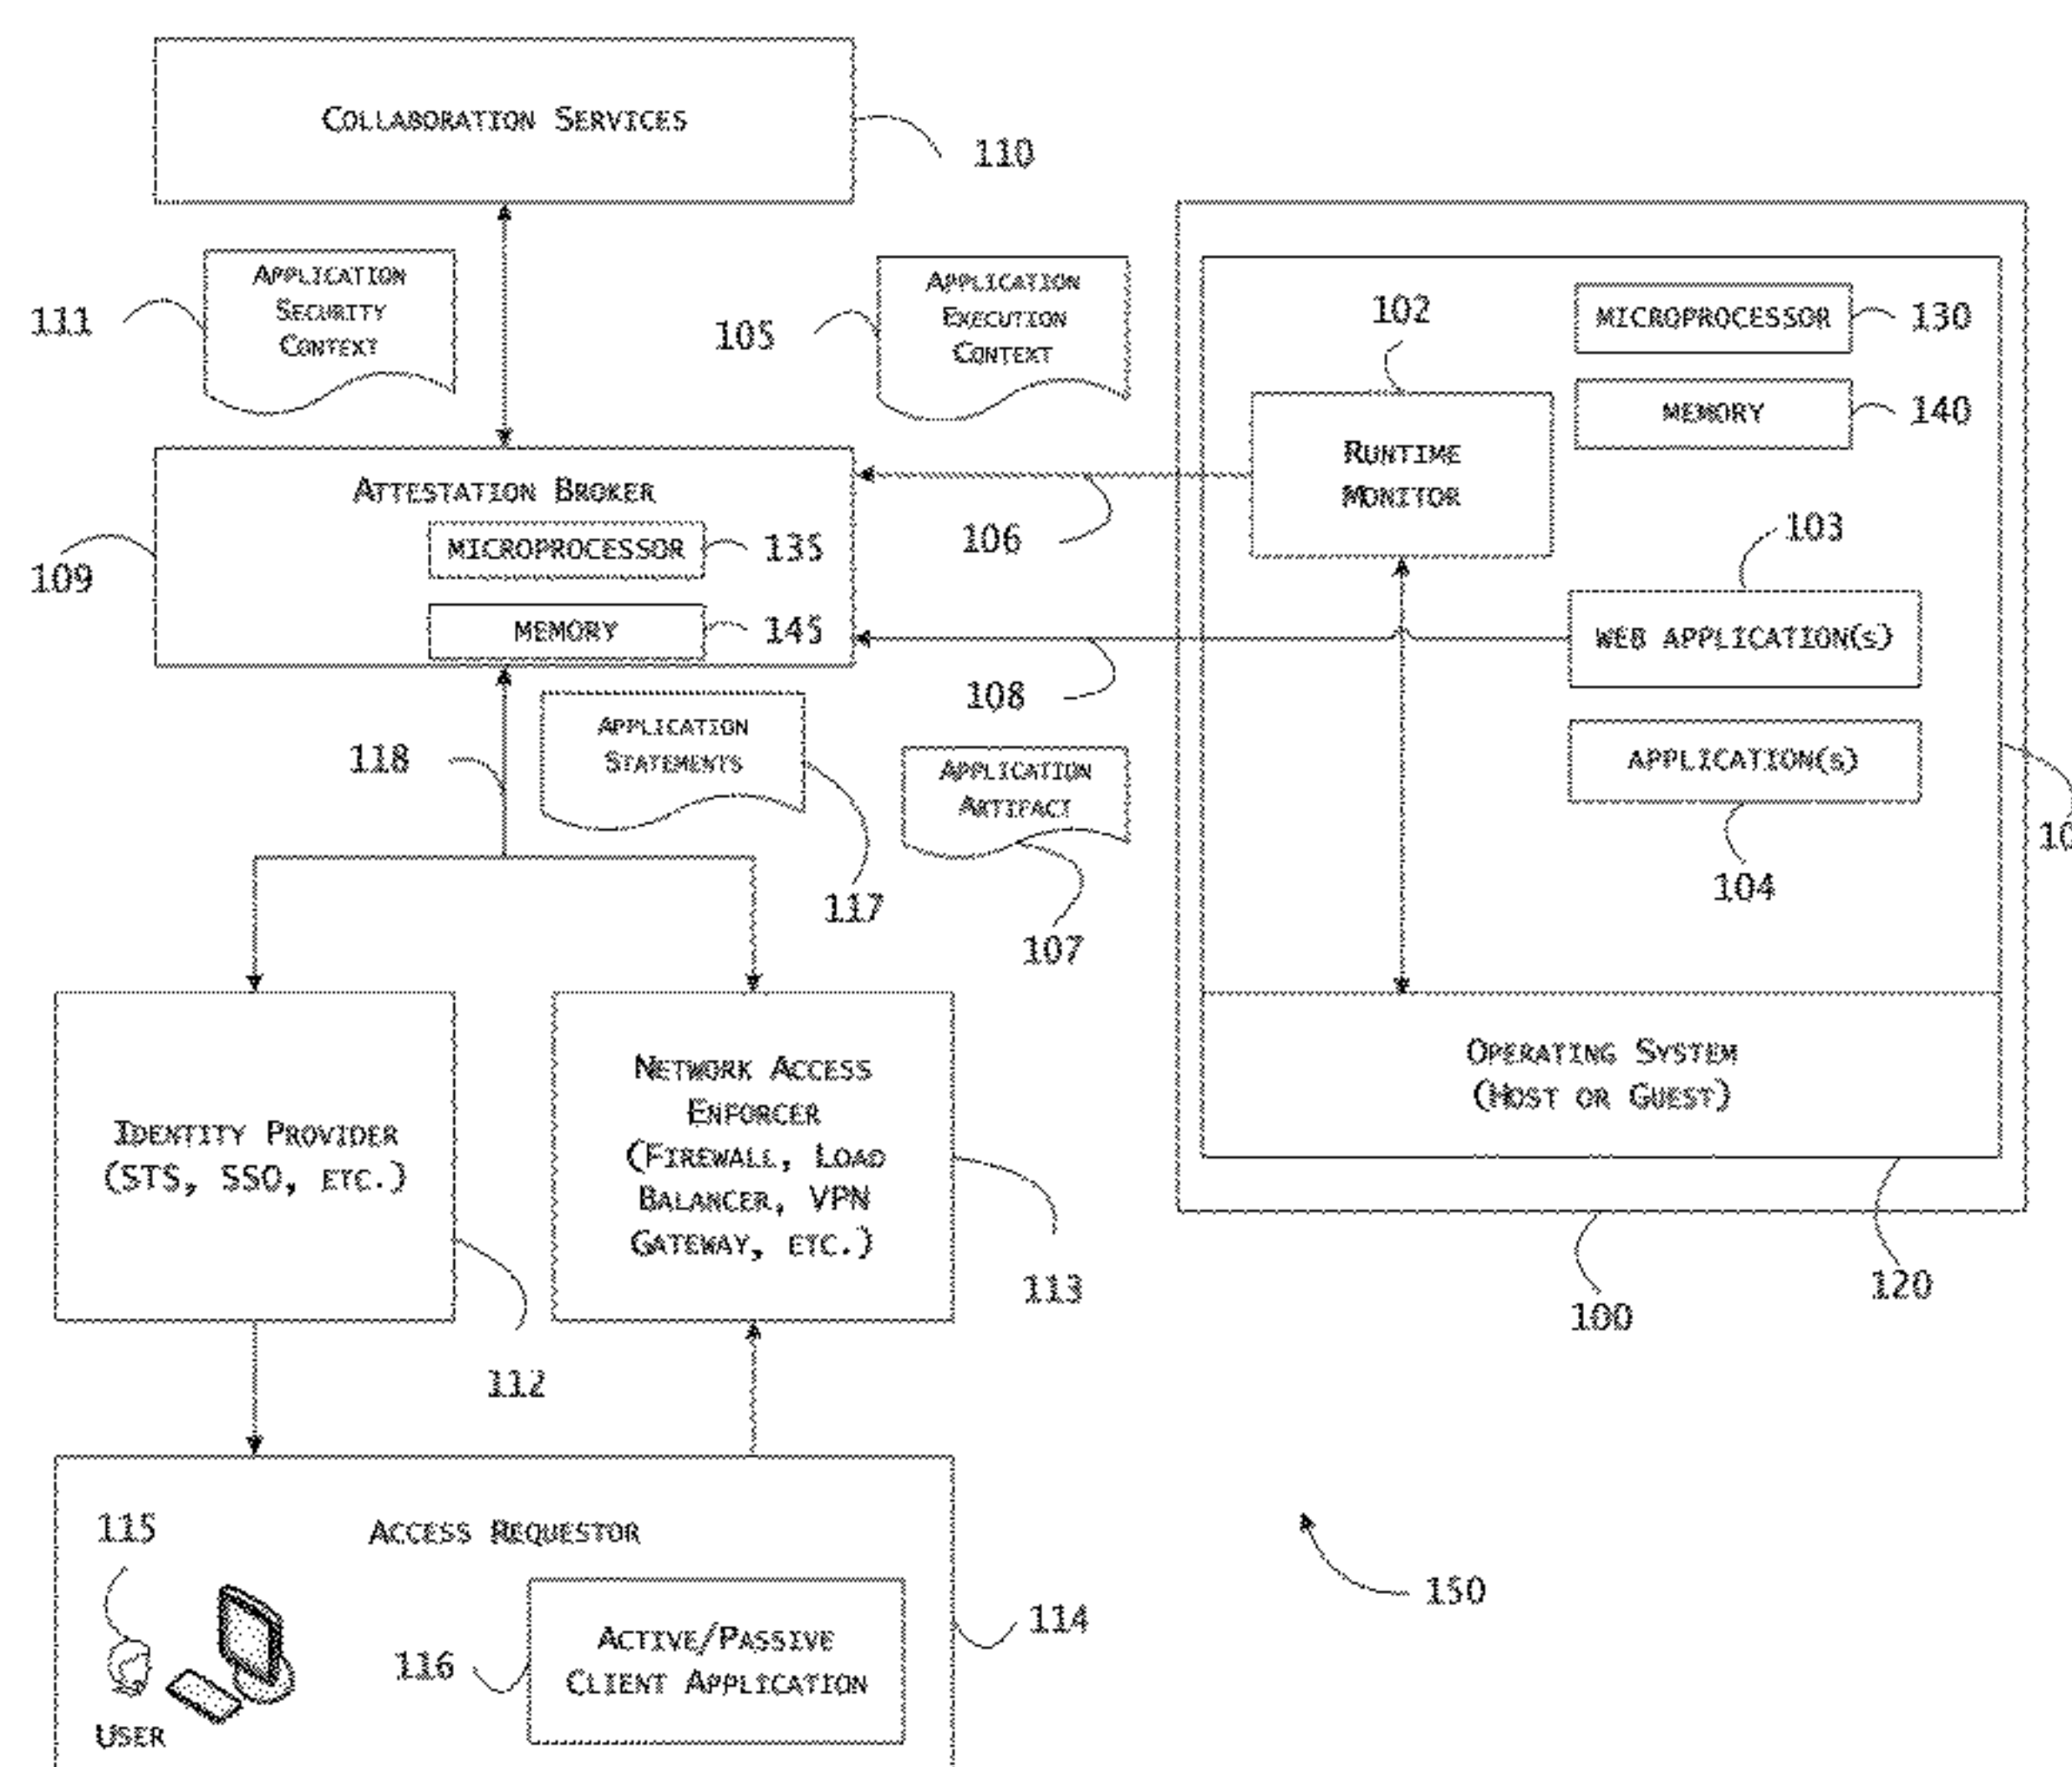 COLLABORATION SERVICES
110
APPLICATION
SECURITY
CONTEXT
111
APPLICATION
EXECUTION
CONTEXT
105
102
MICROPROCESSOR
130
MEMORY
140
RUNTIME
MONITOR
ATTESTATION BROKER
MICROPROCESSOR
135
MEMORY
145
109
106
103
WEB APPLICATION(S)
108
118
APPLICATION
STATEMENTS
117
APPLICATION
ARTIFACT
107
APPLICATION(S)
104
10
IDENTITY PROVIDER
(STS, SSO, ETC.)
112
NETWORK ACCESS
ENFORCER
(FIREWALL, LOAD
BALANCER, VPN
GATEWAY, ETC.)
113
OPERATING SYSTEM
(HOST OR GUEST)
120
100
115
ACCESS REQUESTOR
USER
116
ACTIVE/PASSIVE
CLIENT APPLICATION
114
150